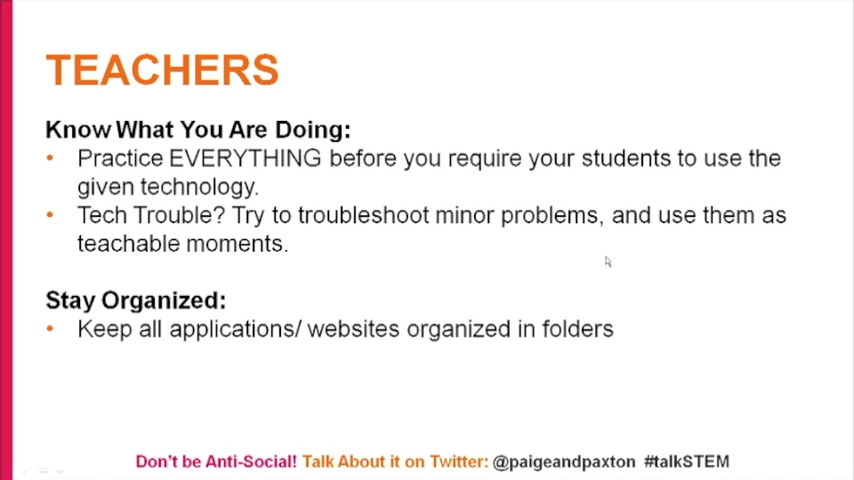 TEACHERS
Know What You Are Doing:
• Practice EVERYTHING before you require your students to use the
given technology.
• Tech Trouble? Try to troubleshoot minor problems, and use them as
teachable moments.
Stay Organized:
• Keep all applications/ websites organized in folders
Don't be Anti-Social! Talk About it on Twitter: @paigeandpaxton #talkSTEM